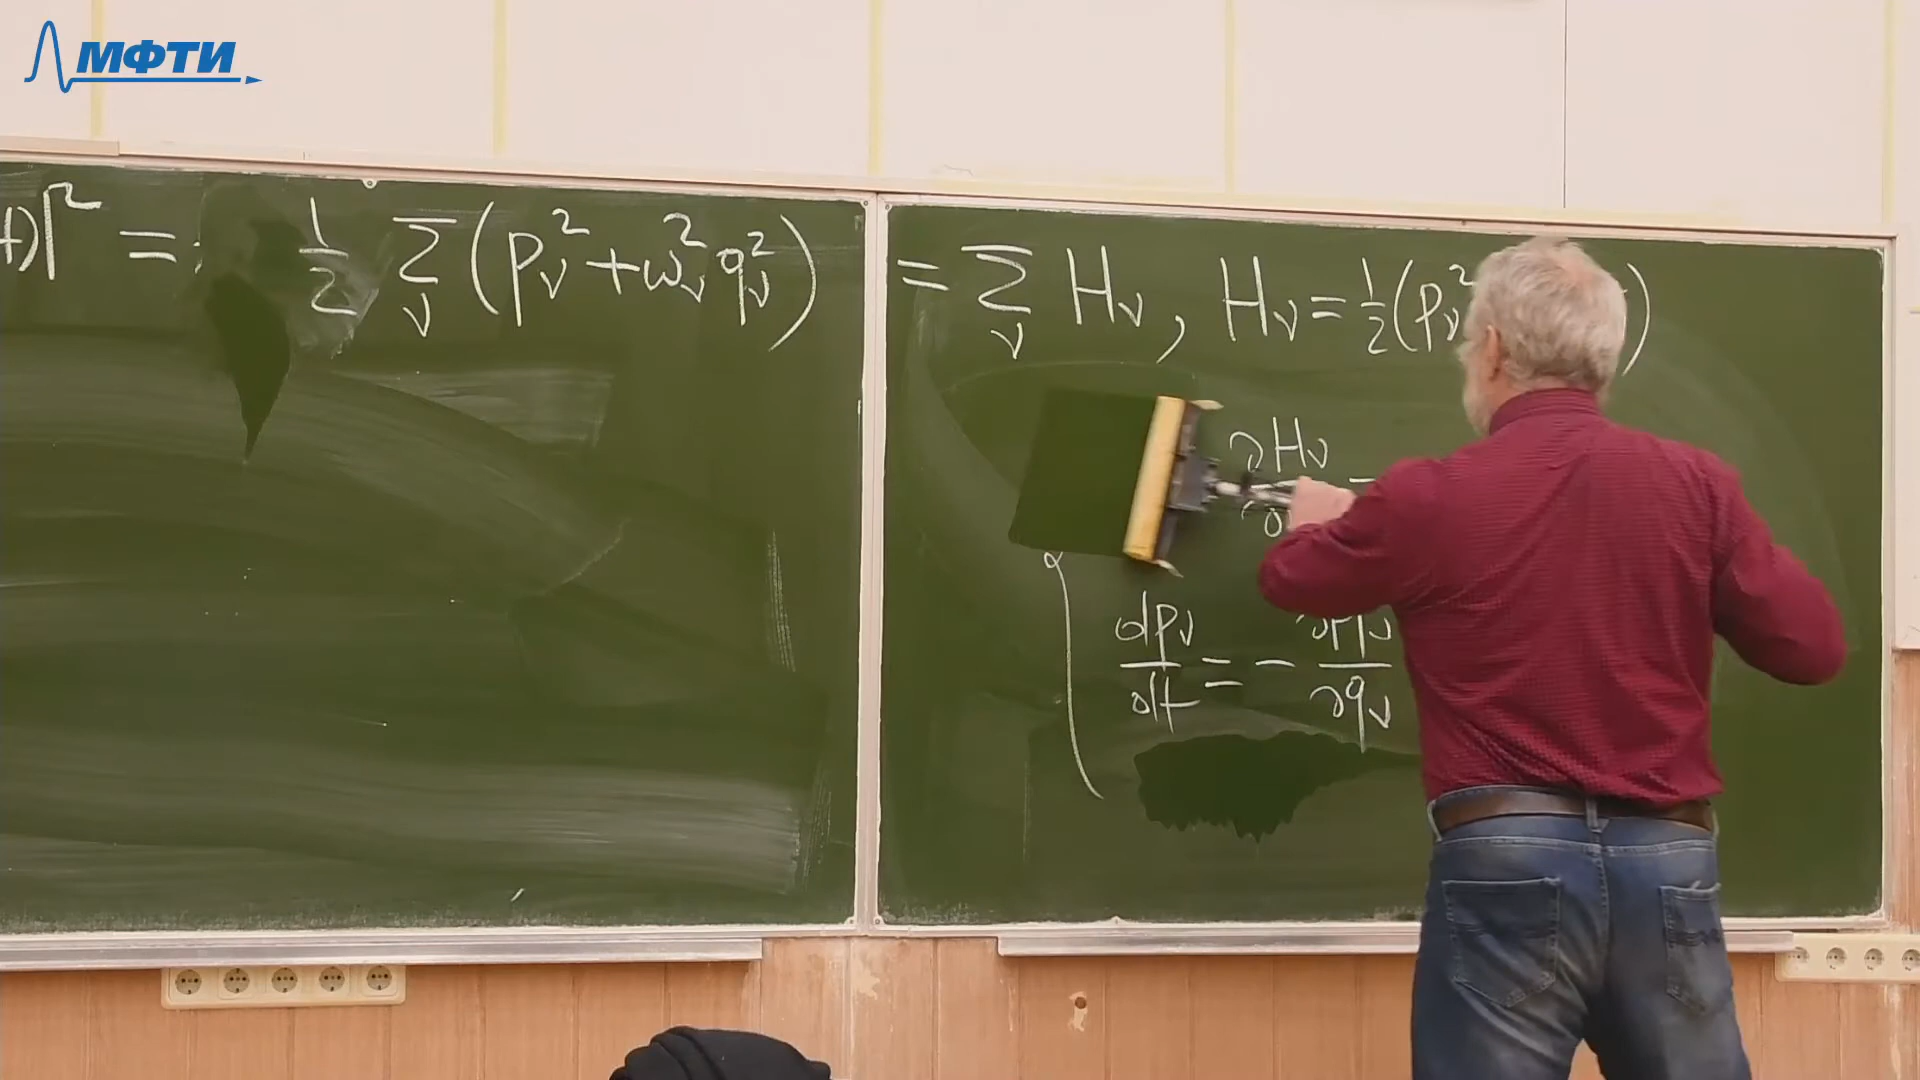 МФТИ
t)|² = ½ Σ_ν (p_ν² + ω_ν² q_ν²) = Σ_ν H_ν, H_ν = ½(p_ν² )
∂H_ν
dp_ν/dt = - ∂H_ν/∂q_ν